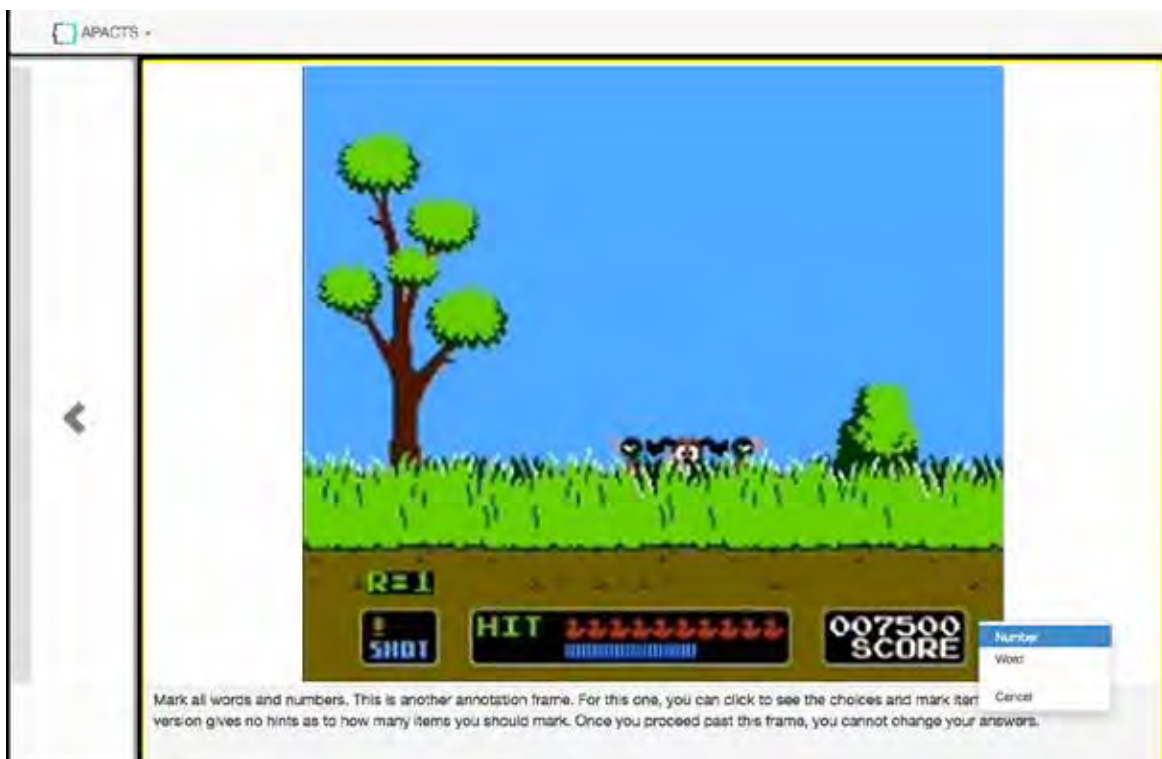 APACTS
R=1
SHOT
HIT
007500
SCORE
Number
Word
Cancel
Mark all words and numbers. This is another annotation frame. For this one, you can click to see the choices and mark
version gives no hints as to how many items you should mark. Once you proceed past this frame, you cannot change your answers.